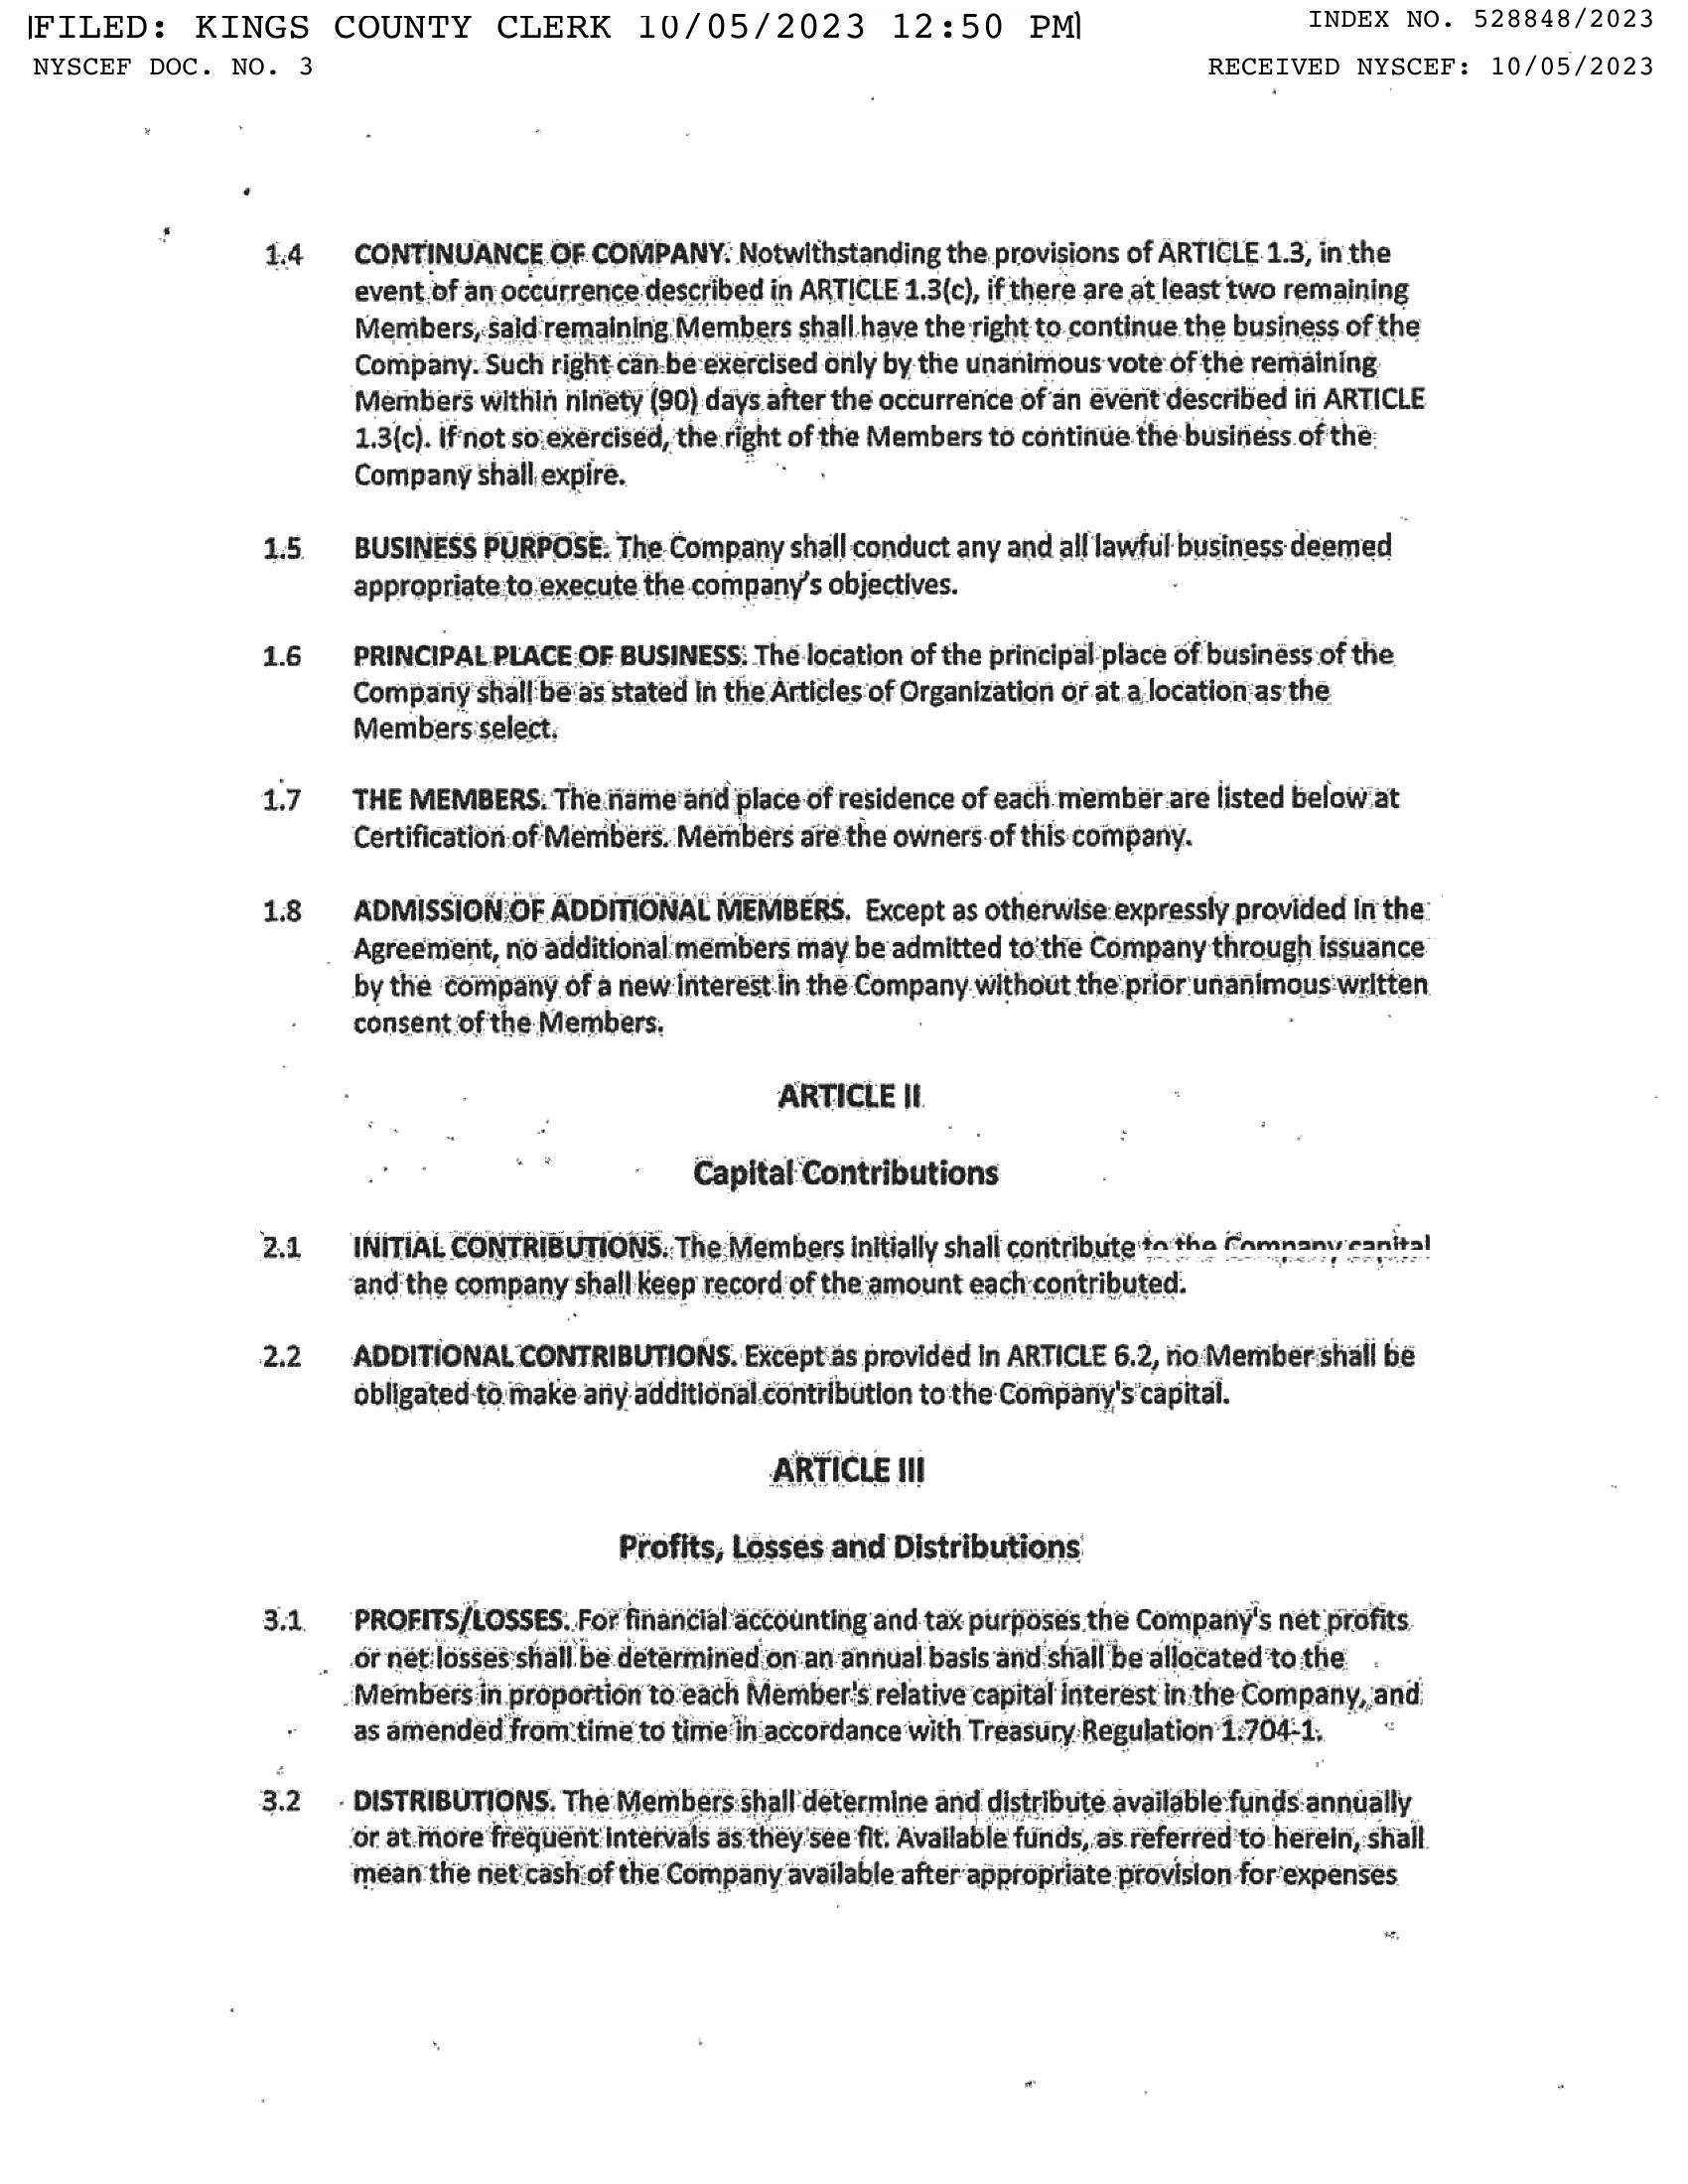 FILED: KINGS COUNTY CLERK 10/05/2023 12:50 PM
INDEX NO. 528848/2023
NYSCEF DOC. NO. 3
RECEIVED NYSCEF: 10/05/2023
1.4 CONTINUANCE OF COMPANY. Notwithstanding the provisions of ARTICLE 1.3, in the
event of an occurrence described in ARTICLE 1.3(c), if there are at least two remaining
Members, said remaining Members shall have the right to continue the business of the
Company. Such right can be exercised only by the unanimous vote of the remaining
Members within ninety (90) days after the occurrence of an event described in ARTICLE
1.3(c). If not so exercised, the right of the Members to continue the business of the
Company shall expire.
1.5 BUSINESS PURPOSE. The Company shall conduct any and all lawful business deemed
appropriate to execute the company's objectives.
1.6 PRINCIPAL PLACE OF BUSINESS. The location of the principal place of business of the
Company shall be as stated in the Articles of Organization or at a location as the
Members select.
1.7 THE MEMBERS. The name and place of residence of each member are listed below at
Certification of Members. Members are the owners of this company.
1.8 ADMISSION OF ADDITIONAL MEMBERS. Except as otherwise expressly provided in the
Agreement, no additional members may be admitted to the Company through issuance
by the company of a new interest in the Company without the prior unanimous written
consent of the Members.
ARTICLE II
Capital Contributions
2.1 INITIAL CONTRIBUTIONS. The Members initially shall contribute to the Company capital
and the company shall keep record of the amount each contributed.
2.2 ADDITIONAL CONTRIBUTIONS. Except as provided in ARTICLE 6.2, no Member shall be
obligated to make any additional contribution to the Company's capital.
ARTICLE III
Profits, Losses and Distributions
3.1 PROFITS/LOSSES. For financial accounting and tax purposes the Company's net profits
or net losses shall be determined on an annual basis and shall be allocated to the
Members in proportion to each Member's relative capital interest in the Company, and
as amended from time to time in accordance with Treasury Regulation 1.704-1.
3.2 DISTRIBUTIONS. The Members shall determine and distribute available funds annually
or at more frequent intervals as they see fit. Available funds, as referred to herein, shall
mean the net cash of the Company available after appropriate provision for expenses